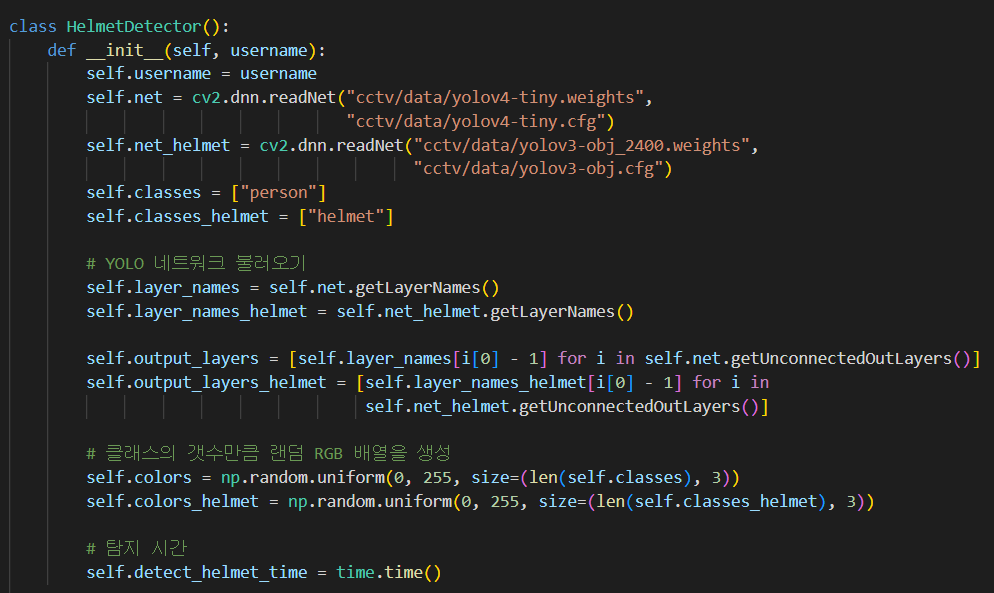 class HelmetDetector():
    def __init__(self, username):
        self.username = username
        self.net = cv2.dnn.readNet("cctv/data/yolov4-tiny.weights",
                                   "cctv/data/yolov4-tiny.cfg")
        self.net_helmet = cv2.dnn.readNet("cctv/data/yolov3-obj_2400.weights",
                                          "cctv/data/yolov3-obj.cfg")
        self.classes = ["person"]
        self.classes_helmet = ["helmet"]

        # YOLO 네트워크 불러오기
        self.layer_names = self.net.getLayerNames()
        self.layer_names_helmet = self.net_helmet.getLayerNames()

        self.output_layers = [self.layer_names[i[0] - 1] for i in self.net.getUnconnectedOutLayers()]
        self.output_layers_helmet = [self.layer_names_helmet[i[0] - 1] for i in
                                     self.net_helmet.getUnconnectedOutLayers()]

        # 클래스의 갯수만큼 랜덤 RGB 배열을 생성
        self.colors = np.random.uniform(0, 255, size=(len(self.classes), 3))
        self.colors_helmet = np.random.uniform(0, 255, size=(len(self.classes_helmet), 3))

        # 탐지 시간
        self.detect_helmet_time = time.time()